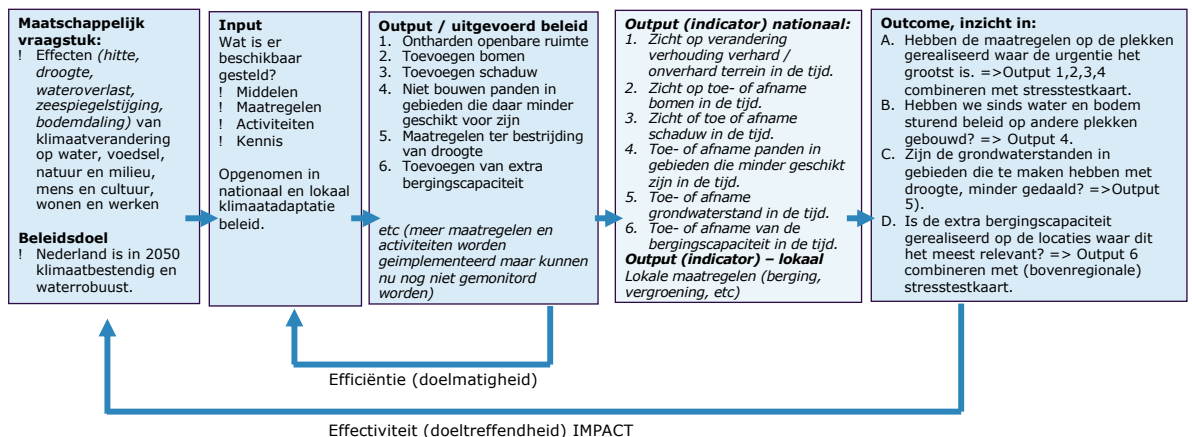 Maatschappelijk
vraagstuk:
! Effecten (hitte,
droogte,
wateroverlast,
zeespiegelstijging,
bodemdaling) van
klimaatverandering
op water, voedsel,
natuur en milieu,
mens en cultuur,
wonen en werken
Beleidsdoel
! Nederland is in 2050
klimaatbestendig en
waterrobuust.
Input
Wat is er
beschikbaar
gesteld?
! Middelen
! Maatregelen
! Activiteiten
! Kennis
Opgenomen in
nationaal en lokaal
klimaatadaptatie
beleid.
Output / uitgevoerd beleid
1. Ontharden openbare ruimte
2. Toevoegen bomen
3. Toevoegen schaduw
4. Niet bouwen panden in
gebieden die daar minder
geschikt voor zijn
5. Maatregelen ter bestrijding
van droogte
6. Toevoegen van extra
bergingscapaciteit
etc (meer maatregelen en
activiteiten worden
geimplementeerd maar kunnen
nu nog niet gemonitord
worden)
Output (indicator) nationaal:
1. Zicht op verandering
verhouding verhard /
onverhard terrein in de tijd.
2. Zicht op toe- of afname
bomen in de tijd.
3. Zicht of toe of afname
schaduw in de tijd.
4. Toe- of afname panden in
gebieden die minder geschikt
zijn in de tijd.
5. Toe- of afname
grondwaterstand in de tijd.
6. Toe- of afname van de
bergingscapaciteit in de tijd.
Output (indicator) – lokaal
Lokale maatregelen (berging,
vergroening, etc)
Outcome, inzicht in:
A. Hebben de maatregelen op de plekken
gerealiseerd waar de urgentie het
grootst is. =>Output 1,2,3,4
combineren met stresstestkaart.
B. Hebben we sinds water en bodem
sturend beleid op andere plekken
gebouwd? => Output 4.
C. Zijn de grondwaterstanden in
gebieden die te maken hebben met
droogte, minder gedaald? =>Output
5).
D. Is de extra bergingscapaciteit
gerealiseerd op de locaties waar dit
het meest relevant? => Output 6
combineren met (bovenregionale)
stresstestkaart.
Efficiëntie (doelmatigheid)
Effectiviteit (doeltreffendheid) IMPACT